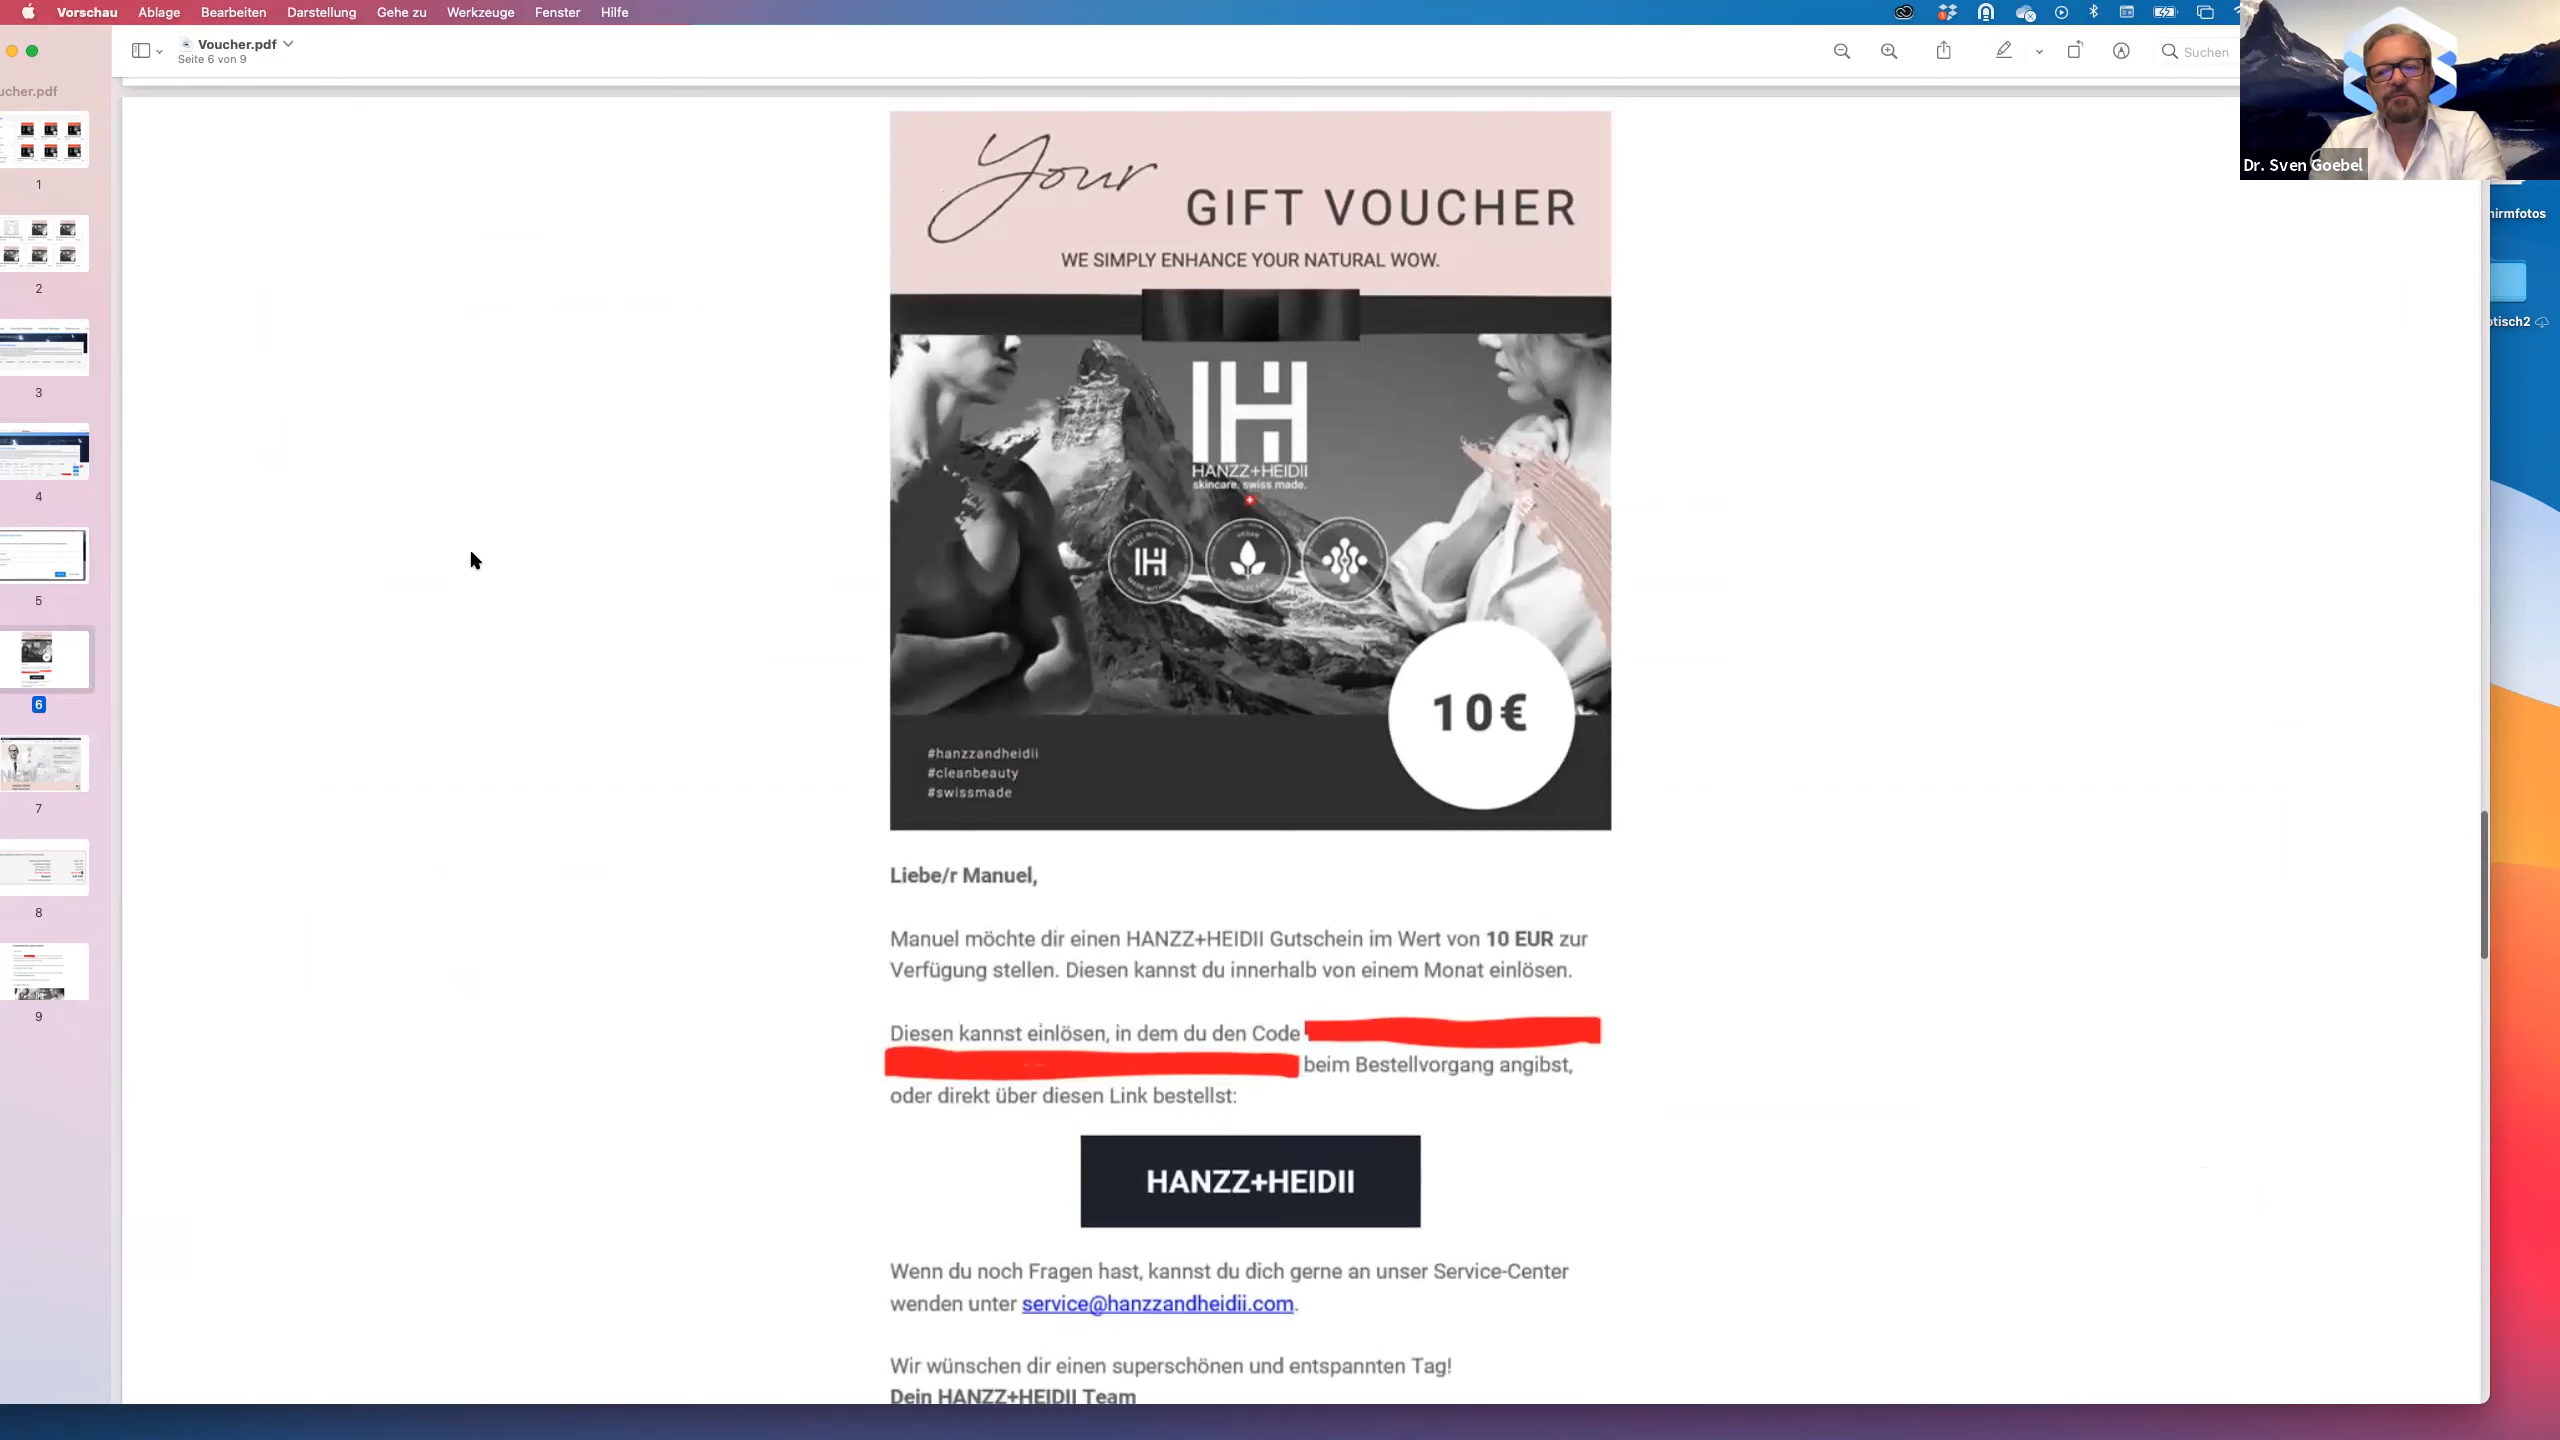 Vorschau Ablage Bearbeiten Darstellung Gehe zu Werkzeuge Fenster Hilfe
Voucher.pdf
Seite 6 von 9
Suchen
Dr. Sven Goebel
ucher.pdf
1
2
3
4
5
6
7
8
9
hirmfotos
otisch2
Your GIFT VOUCHER
WE SIMPLY ENHANCE YOUR NATURAL WOW.
HANZZ+HEIDII
skincare. swiss made.
VEGAN
10€
#hanzzandheidii
#cleanbeauty
#swissmade
Liebe/r Manuel,
Manuel möchte dir einen HANZZ+HEIDII Gutschein im Wert von 10 EUR zur
Verfügung stellen. Diesen kannst du innerhalb von einem Monat einlösen.
Diesen kannst einlösen, in dem du den Code
beim Bestellvorgang angibst,
oder direkt über diesen Link bestellst:
HANZZ+HEIDII
Wenn du noch Fragen hast, kannst du dich gerne an unser Service-Center
wenden unter service@hanzzandheidii.com.
Wir wünschen dir einen superschönen und entspannten Tag!
Dein HANZZ+HEIDII Team